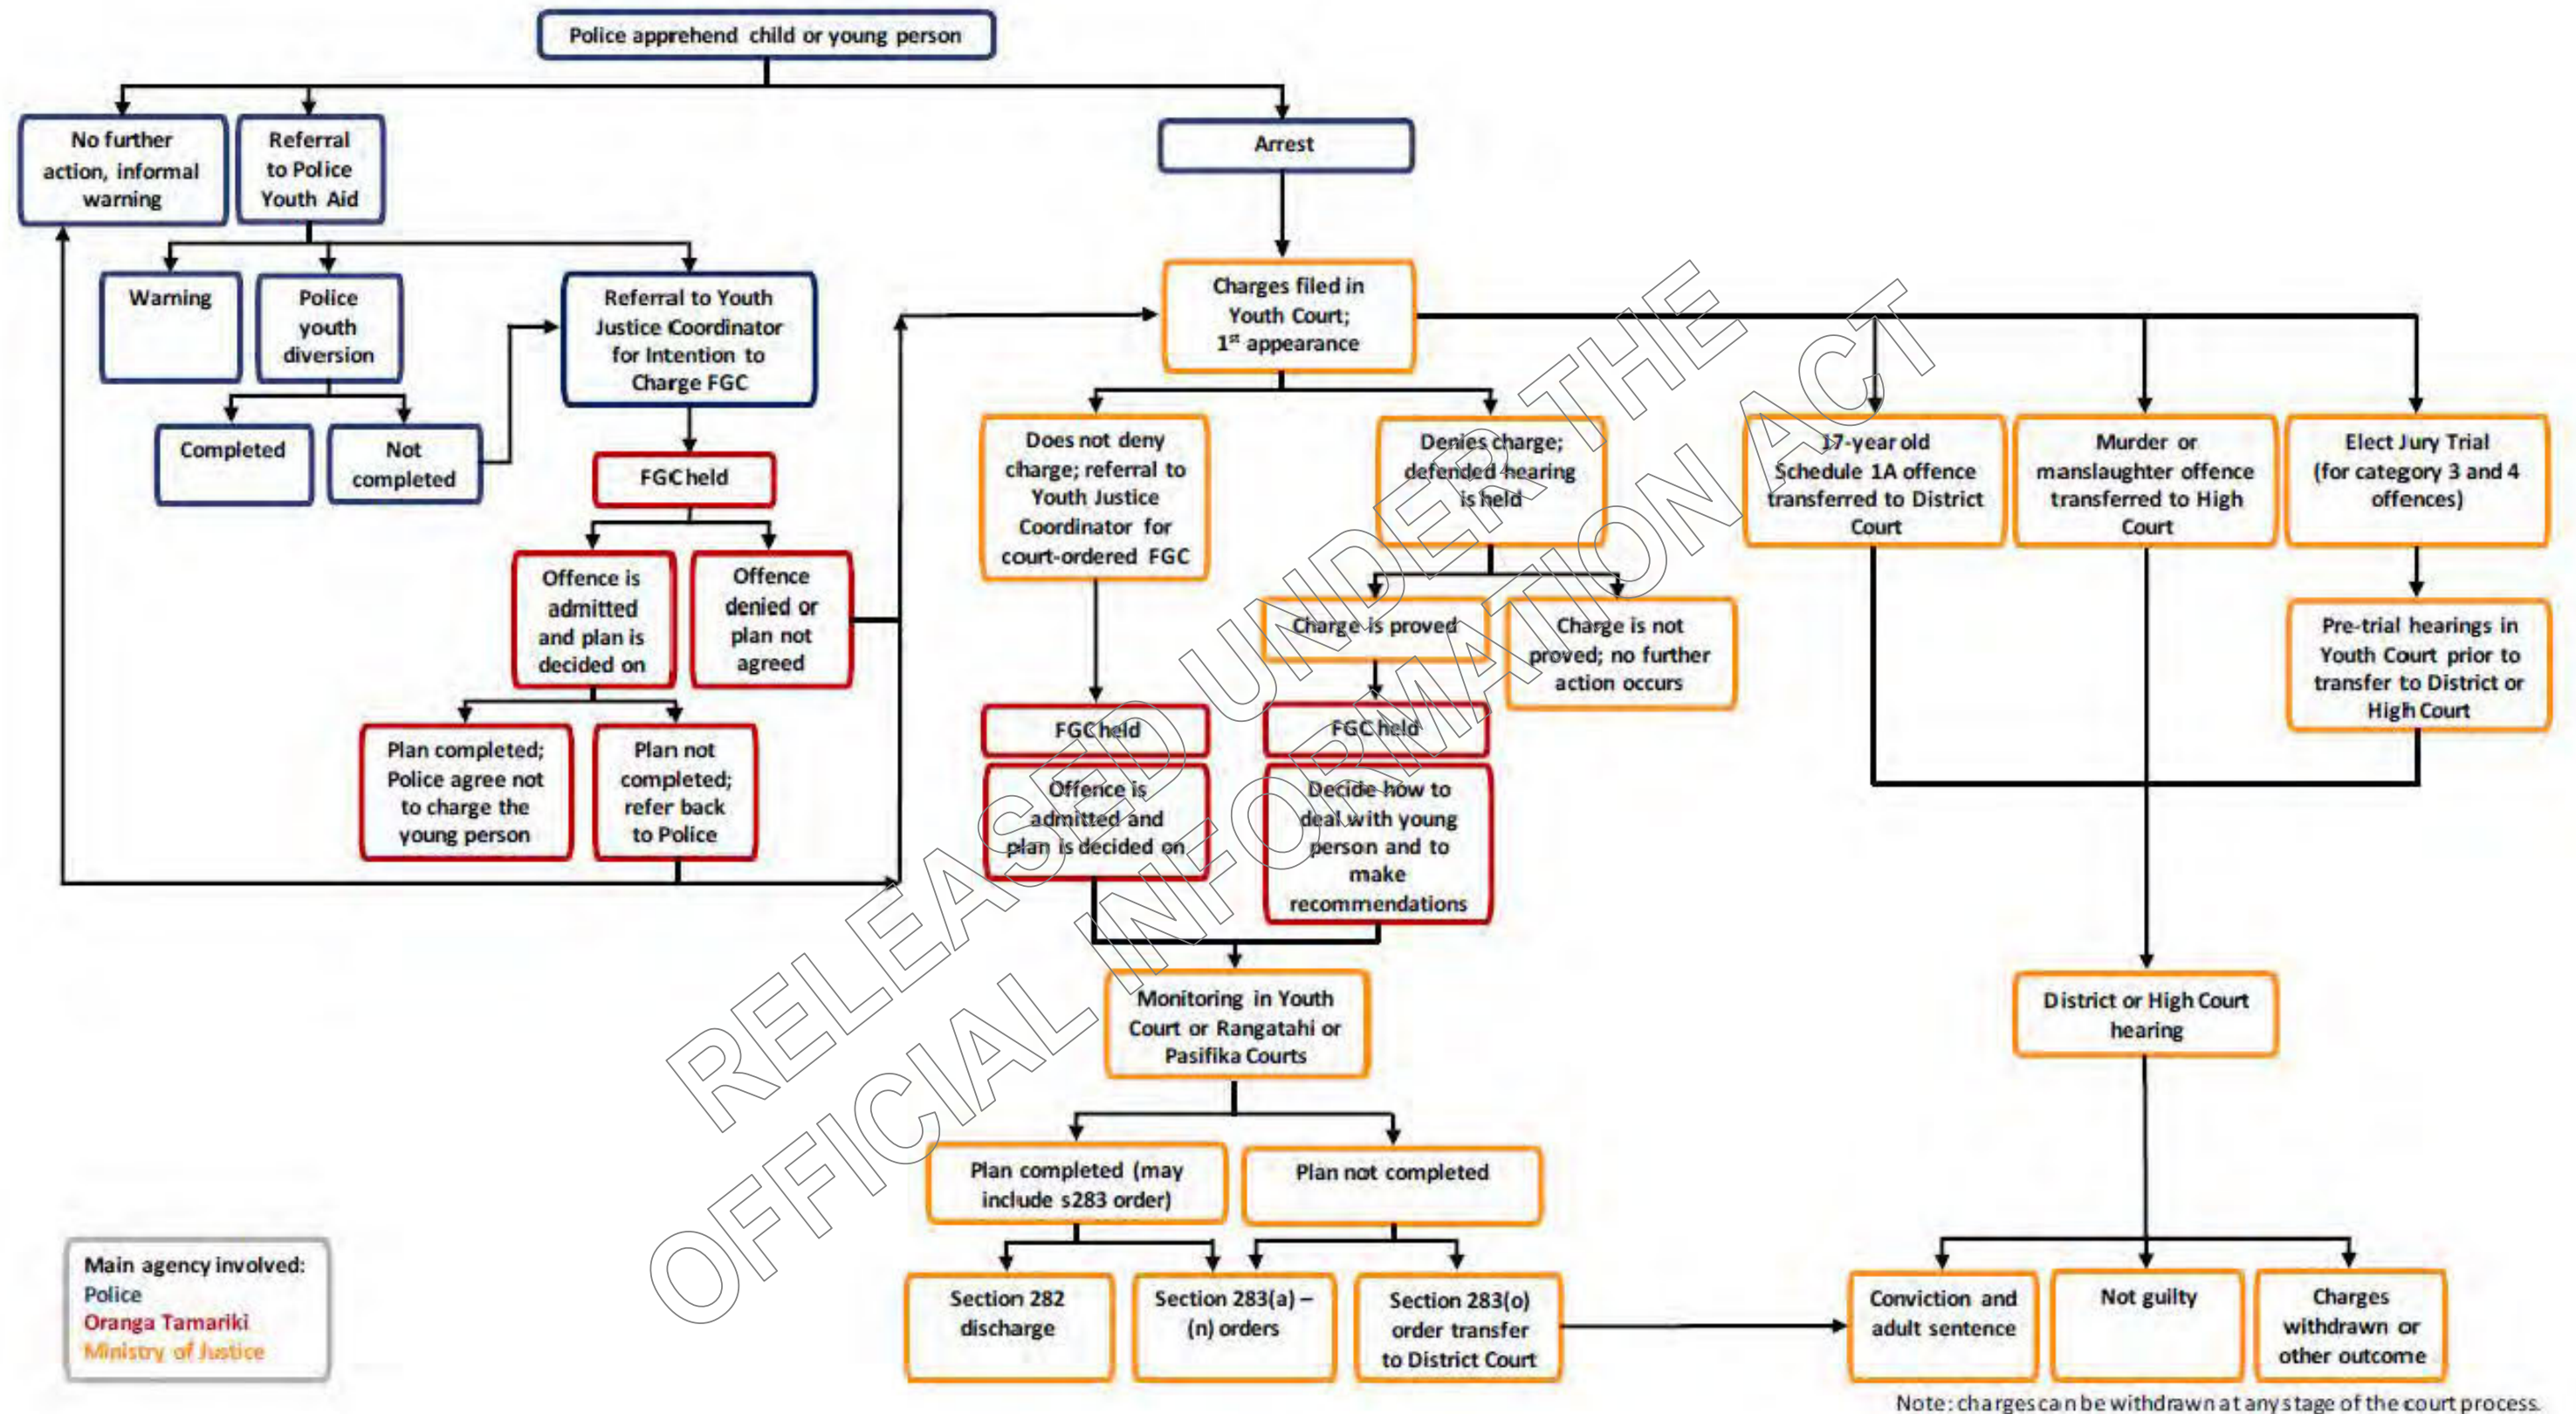 Police apprehend child or young person
No further
action, informal
warning
Referral
to Police
Youth Aid
Arrest
Warning
Police
youth
diversion
Referral to Youth
Justice Coordinator
for Intention to
Charge FGC
Charges filed in
Youth Court;
1st appearance
Completed
Not
completed
FGC held
Does not deny
charge; referral to
Youth Justice
Coordinator for
court-ordered FGC
Denies charge;
defended hearing
is held
17-year old
Schedule 1A offence
transferred to District
Court
Murder or
manslaughter offence
transferred to High
Court
Elect Jury Trial
(for category 3 and 4
offences)
Offence is
admitted
and plan is
decided on
Offence
denied or
plan not
agreed
Charge is proved
Charge is not
proved; no further
action occurs
Pre-trial hearings in
Youth Court prior to
transfer to District or
High Court
Plan completed;
Police agree not
to charge the
young person
Plan not
completed;
refer back
to Police
FGC held
Offence is
admitted and
plan is decided on
FGC held
Decide how to
deal with young
person and to
make
recommendations
Monitoring in Youth
Court or Rangatahi or
Pasifika Courts
District or High Court
hearing
Plan completed (may
include s283 order)
Plan not completed
Section 282
discharge
Section 283(a) –
(n) orders
Section 283(o)
order transfer
to District Court
Conviction and
adult sentence
Not guilty
Charges
withdrawn or
other outcome
Main agency involved:
Police
Oranga Tamariki
Ministry of Justice
Note: charges can be withdrawn at any stage of the court process.
RELEASED UNDER THE
OFFICIAL INFORMATION ACT